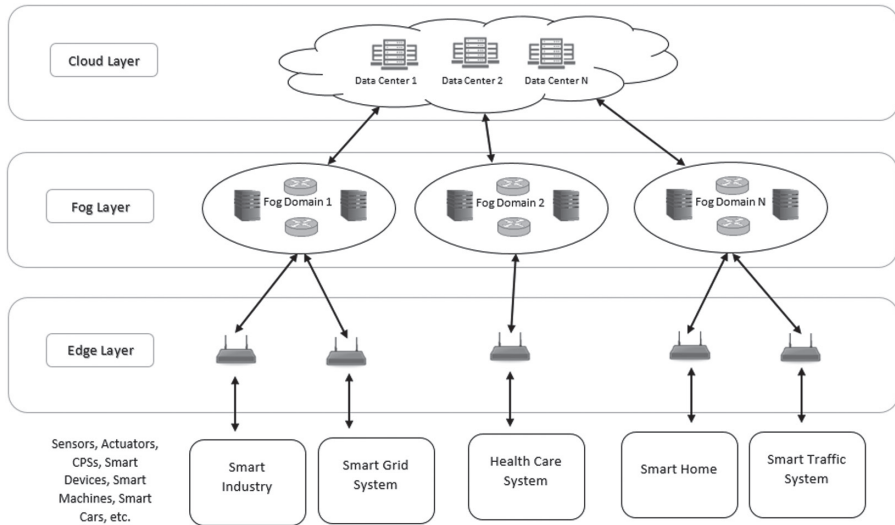 Cloud Layer
Data Center 1
Data Center 2
Data Center N
Fog Layer
Fog Domain 1
Fog Domain 2
Fog Domain N
Edge Layer
Sensors, Actuators,
CPSs, Smart
Devices, Smart
Machines, Smart
Cars, etc.
Smart
Industry
Smart Grid
System
Health Care
System
Smart Home
Smart Traffic
System